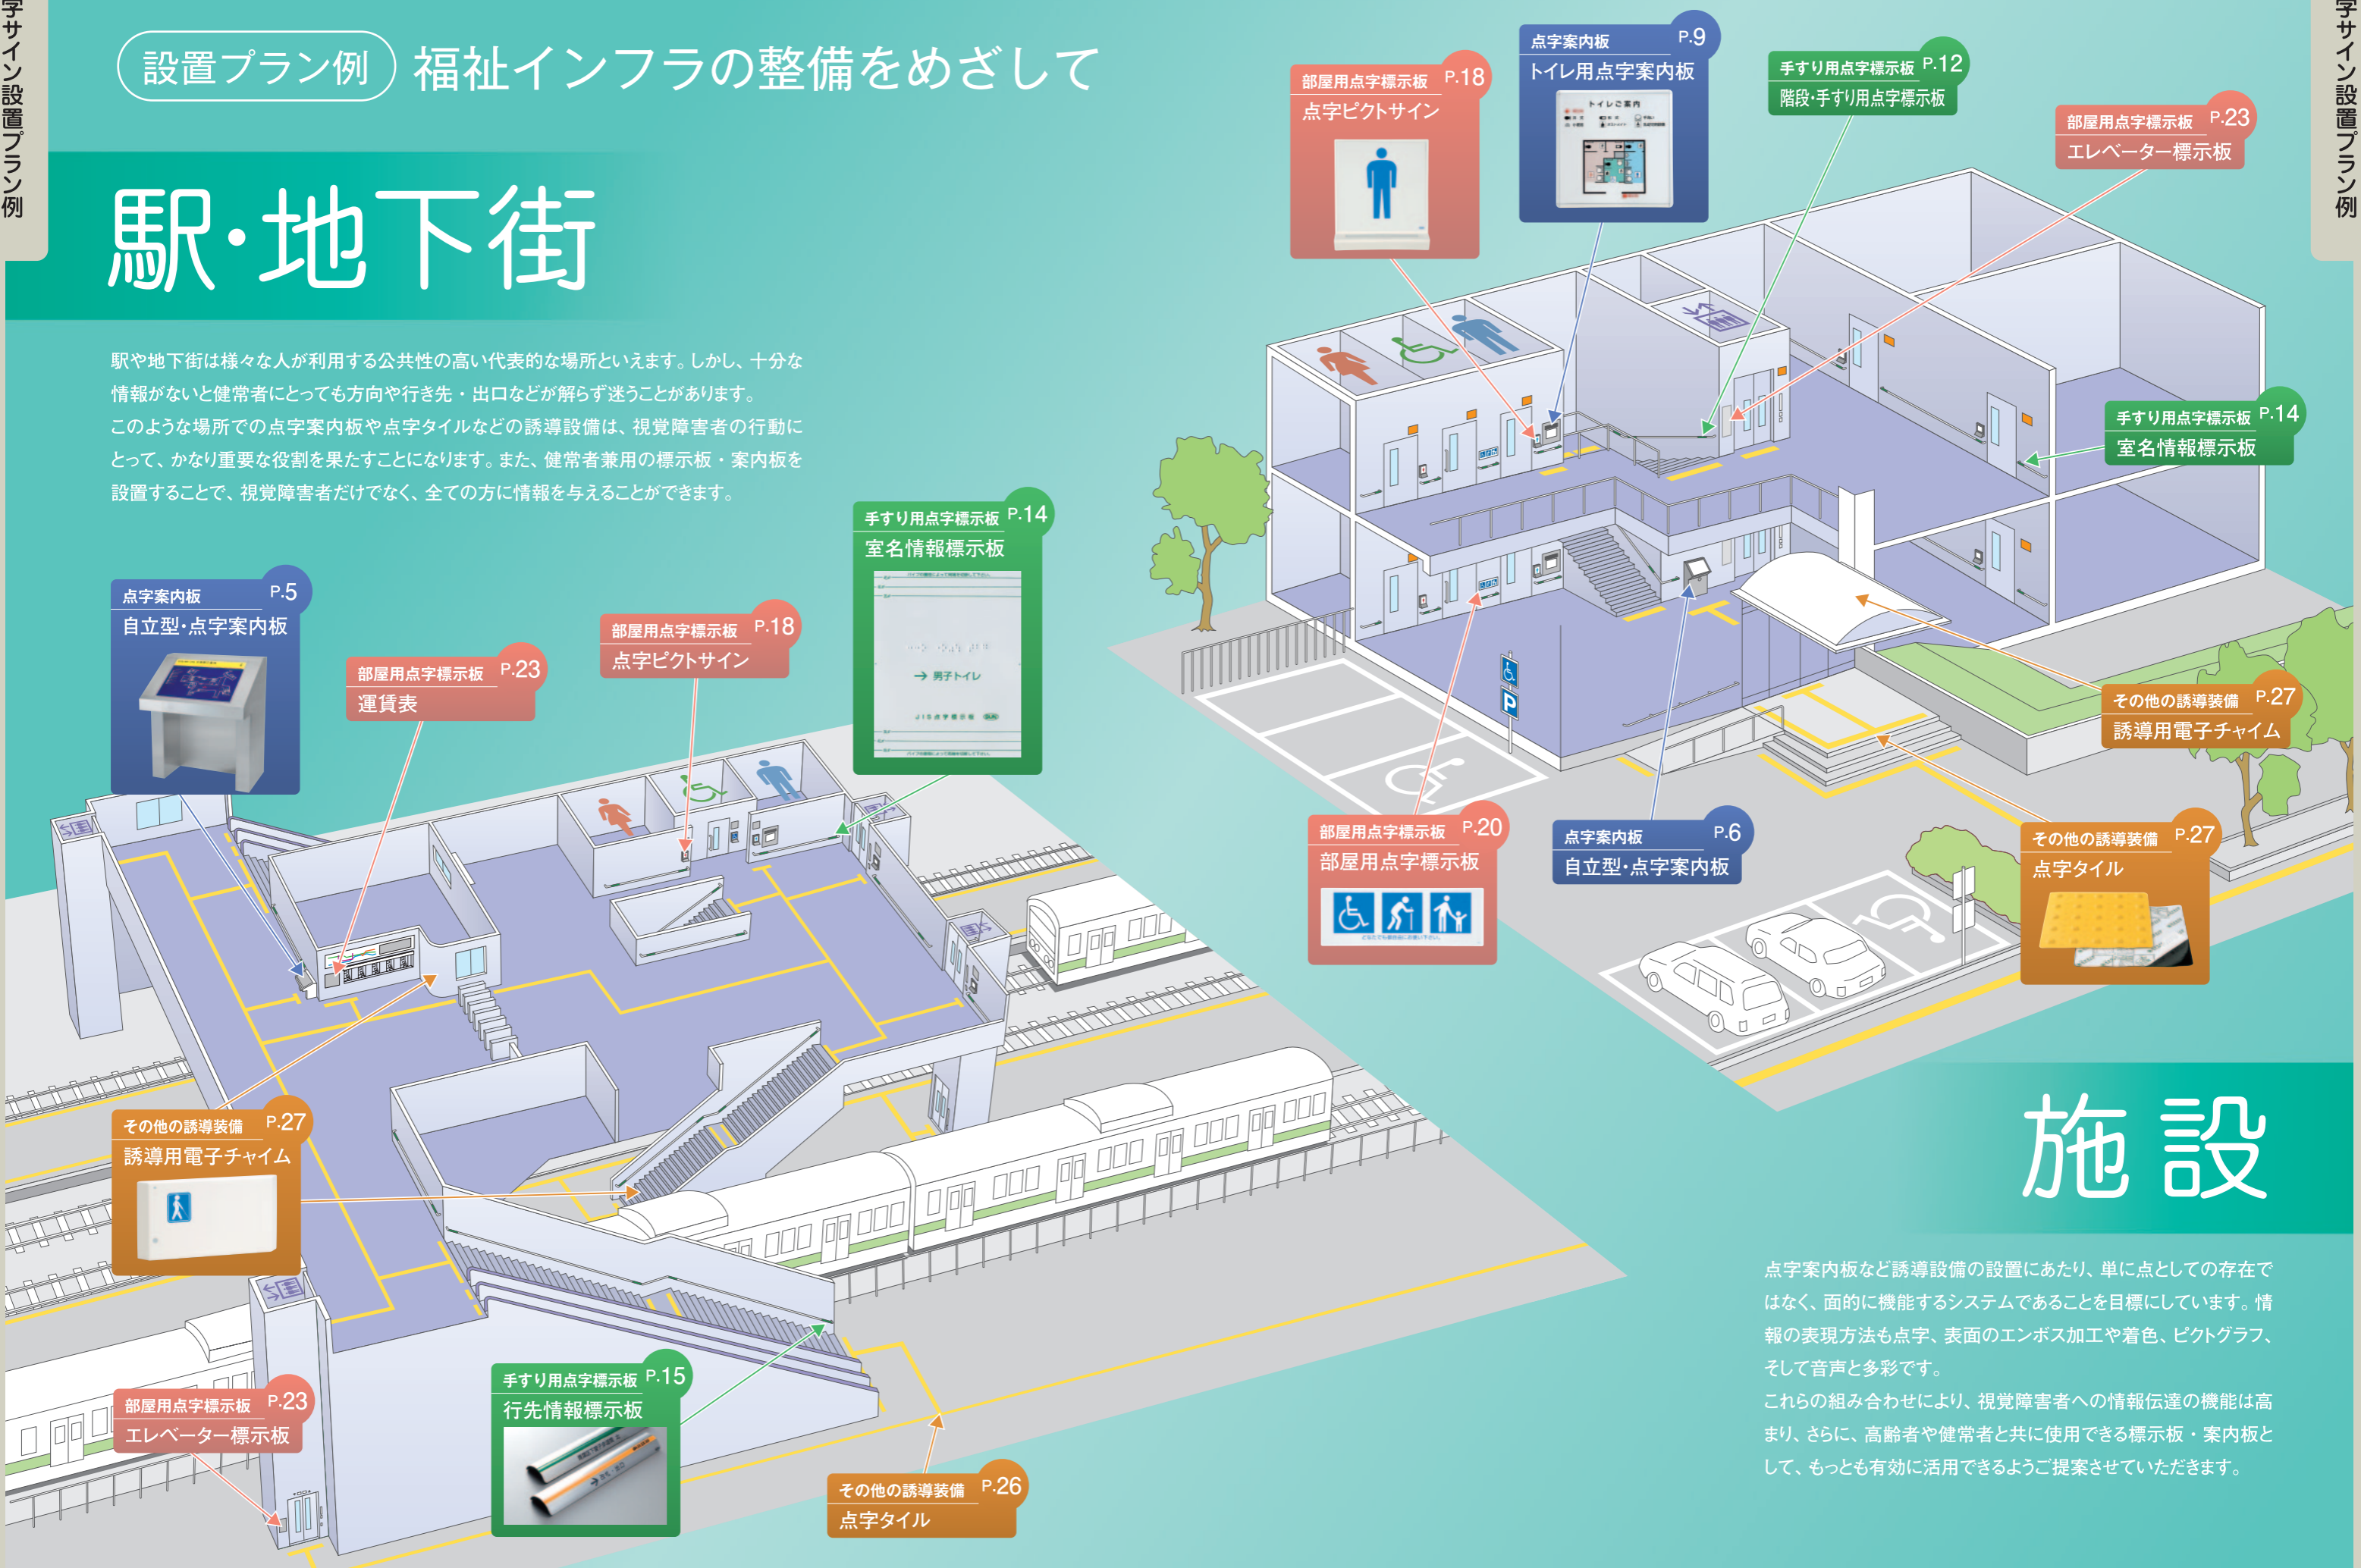 学サイン設置プラン例
設置プラン例 福祉インフラの整備をめざして
駅・地下街
駅や地下街は様々な人が利用する公共性の高い代表的な場所といえます。しかし、十分な
情報がないと健常者にとっても方向や行き先・出口などが解らず迷うことがあります。
このような場所での点字案内板や点字タイルなどの誘導設備は、視覚障害者の行動に
とって、かなり重要な役割を果たすことになります。また、健常者兼用の標示板・案内板を
設置することで、視覚障害者だけでなく、全ての方に情報を与えることができます。
点字案内板 P.5
自立型・点字案内板
部屋用点字標示板 P.23
運賃表
部屋用点字標示板 P.18
点字ピクトサイン
手すり用点字標示板 P.14
室名情報標示板
→ 男子トイレ
JIS点字標示板
その他の誘導装備 P.27
誘導用電子チャイム
部屋用点字標示板 P.23
エレベーター標示板
手すり用点字標示板 P.15
行先情報標示板
その他の誘導装備 P.26
点字タイル
部屋用点字標示板 P.18
点字ピクトサイン
点字案内板 P.9
トイレ用点字案内板
トイレご案内
手すり用点字標示板 P.12
階段・手すり用点字標示板
部屋用点字標示板 P.23
エレベーター標示板
手すり用点字標示板 P.14
室名情報標示板
P
その他の誘導装備 P.27
誘導用電子チャイム
部屋用点字標示板 P.20
部屋用点字標示板
点字案内板 P.6
自立型・点字案内板
その他の誘導装備 P.27
点字タイル
施設
点字案内板など誘導設備の設置にあたり、単に点としての存在で
はなく、面的に機能するシステムであることを目標にしています。情
報の表現方法も点字、表面のエンボス加工や着色、ピクトグラフ、
そして音声と多彩です。
これらの組み合わせにより、視覚障害者への情報伝達の機能は高
まり、さらに、高齢者や健常者と共に使用できる標示板・案内板と
して、もっとも有効に活用できるようご提案させていただきます。
学サイン設置プラン例